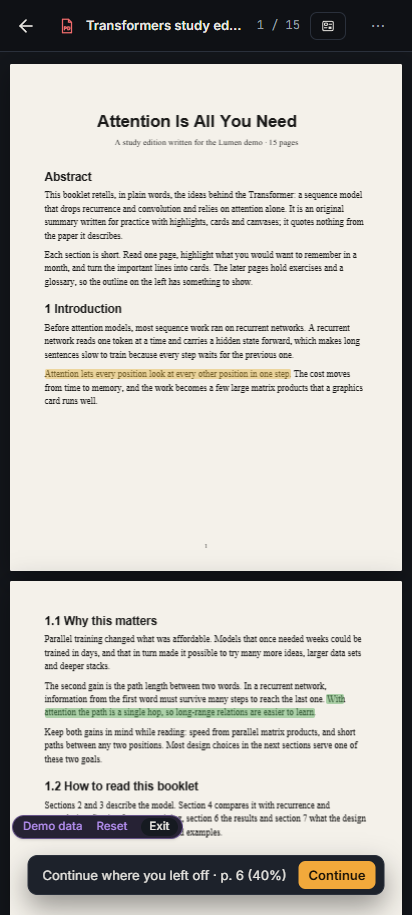 Transformers study ed...
1 / 15
Attention Is All You Need
A study edition written for the Lumen demo · 15 pages
Abstract
This booklet retells, in plain words, the ideas behind the Transformer: a sequence model
that drops recurrence and convolution and relies on attention alone. It is an original
summary written for practice with highlights, cards and canvases; it quotes nothing from
the paper it describes.
Each section is short. Read one page, highlight what you would want to remember in a
month, and turn the important lines into cards. The later pages hold exercises and a
glossary, so the outline on the left has something to show.
1 Introduction
Before attention models, most sequence work ran on recurrent networks. A recurrent
network reads one token at a time and carries a hidden state forward, which makes long
sentences slow to train because every step waits for the previous one.
Attention lets every position look at every other position in one step. The cost moves
from time to memory, and the work becomes a few large matrix products that a graphics
card runs well.
1
1.1 Why this matters
Parallel training changed what was affordable. Models that once needed weeks could be
trained in days, and that in turn made it possible to try many more ideas, larger data sets
and deeper stacks.
The second gain is the path length between two words. In a recurrent network,
information from the first word must survive many steps to reach the last one. With
attention the path is a single hop, so long-range relations are easier to learn.
Keep both gains in mind while reading: speed from parallel matrix products, and short
paths between any two positions. Most design choices in the next sections serve one of
these two goals.
1.2 How to read this booklet
Sections 2 and 3 describe the model. Section 4 compares it with recurrence and
section 6 the results and section 7 what the design
examples.
Demo data Reset Exit
Continue where you left off · p. 6 (40%) Continue